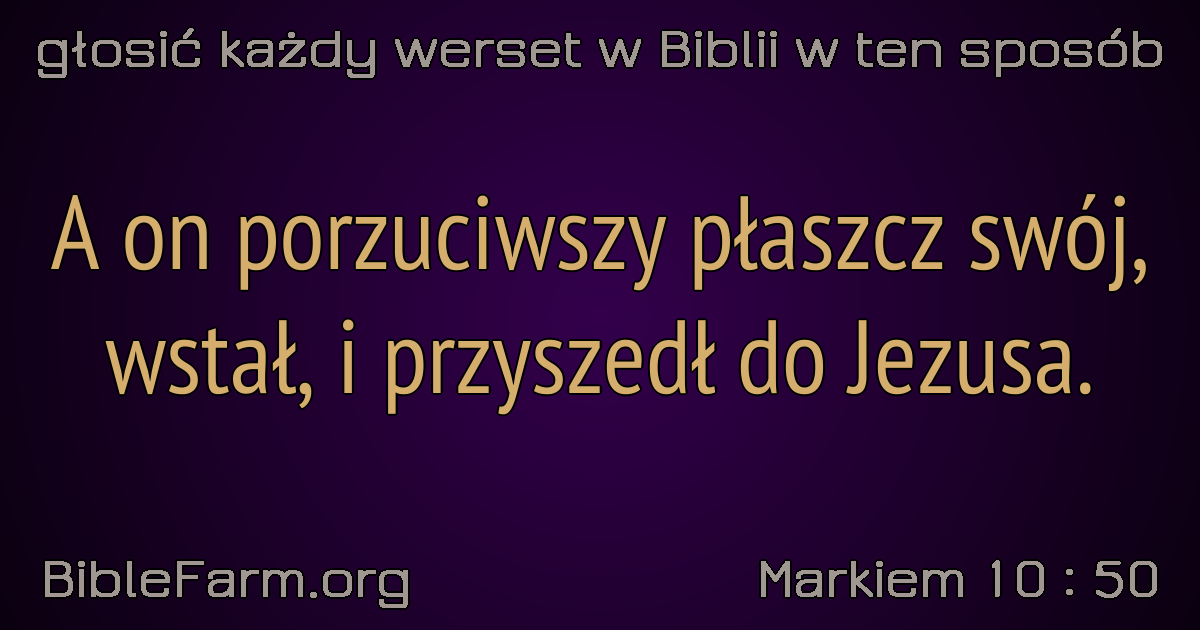 głosić każdy werset w Biblii w ten sposób
A on porzuciwszy płaszcz swój,
wstał, i przyszedł do Jezusa.
BibleFarm.org
Markiem 10 : 50